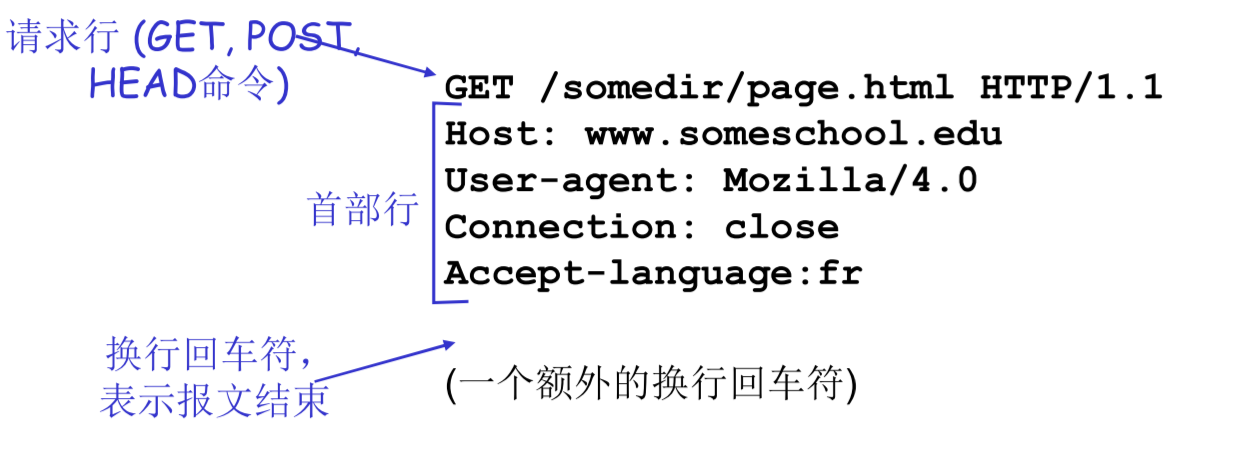 请求行 (GET, POST,
HEAD命令)
GET /somedir/page.html HTTP/1.1
Host: www.someschool.edu
User-agent: Mozilla/4.0
Connection: close
Accept-language:fr
首部行
换行回车符，
表示报文结束
(一个额外的换行回车符)